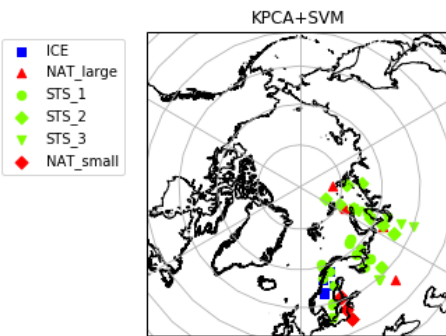 KPCA+SVM
ICE
NAT_large
STS_1
STS_2
STS_3
NAT_small